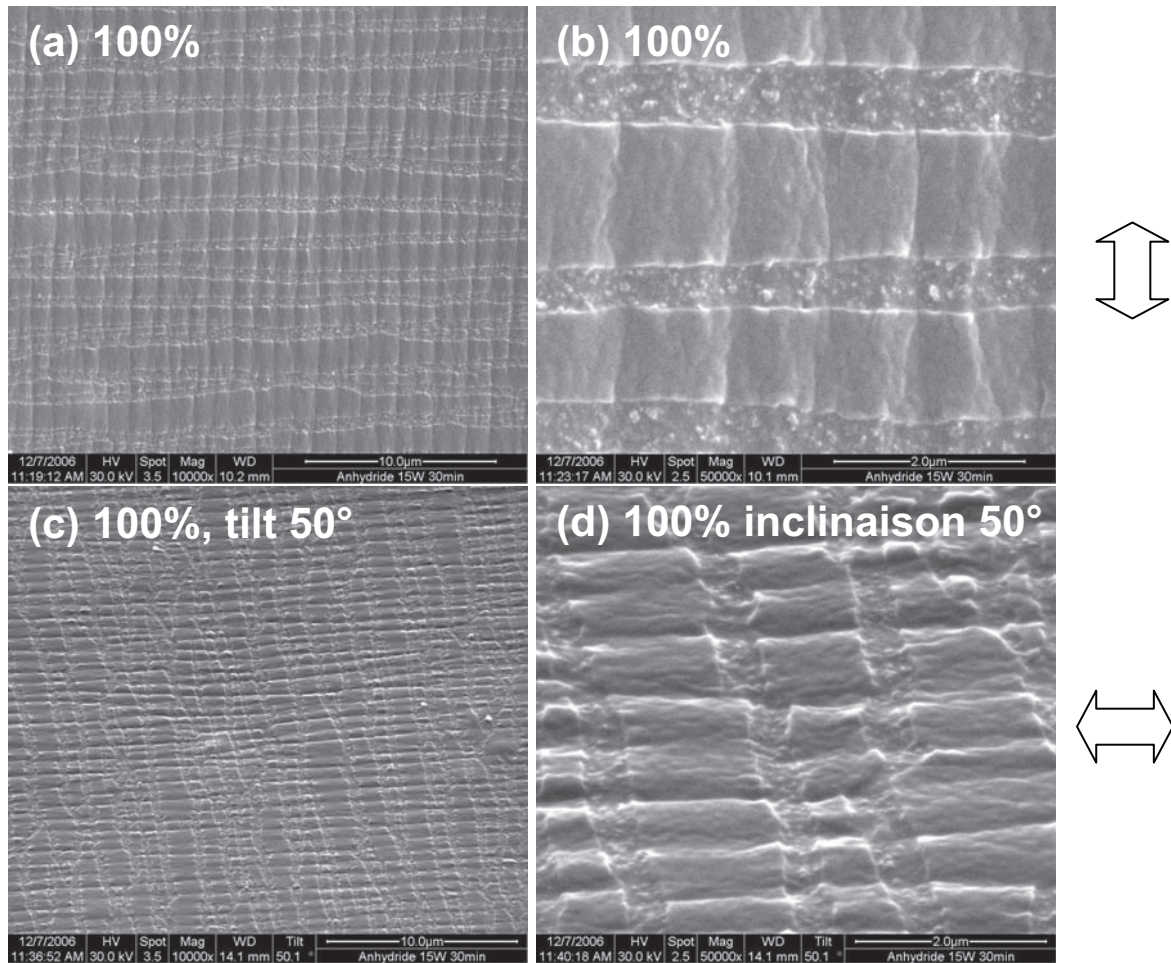 (a) 100%
(b) 100%
12/7/2006 HV Spot Mag WD 10.0µm
11:19:12 AM 30.0 kV 3.5 10000x 10.2 mm Anhydride 15W 30min
12/7/2006 HV Spot Mag WD 2.0µm
11:23:17 AM 30.0 kV 2.5 50000x 10.1 mm Anhydride 15W 30min
(c) 100%, tilt 50°
(d) 100% inclinaison 50°
12/7/2006 HV Spot Mag WD Tilt 10.0µm
11:36:52 AM 30.0 kV 3.5 10000x 14.1 mm 50.1 ° Anhydride 15W 30min
12/7/2006 HV Spot Mag WD Tilt 2.0µm
11:40:18 AM 30.0 kV 2.5 50000x 14.1 mm 50.1 ° Anhydride 15W 30min